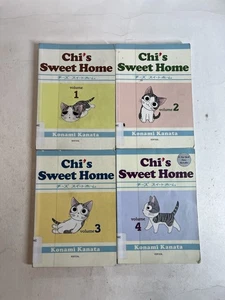 Chi's
Sweet Home
チーズ スイートホーム
volume
1
Konami Kanata
Chi's
Sweet Home
チーズ スイートホーム
volume 2
Konami Kanata
Chi's
Sweet Home
チーズ スイートホーム
volume 3
Konami Kanata
Chi's
Sweet Home
チーズ スイートホーム
volume
4
Konami Kanata